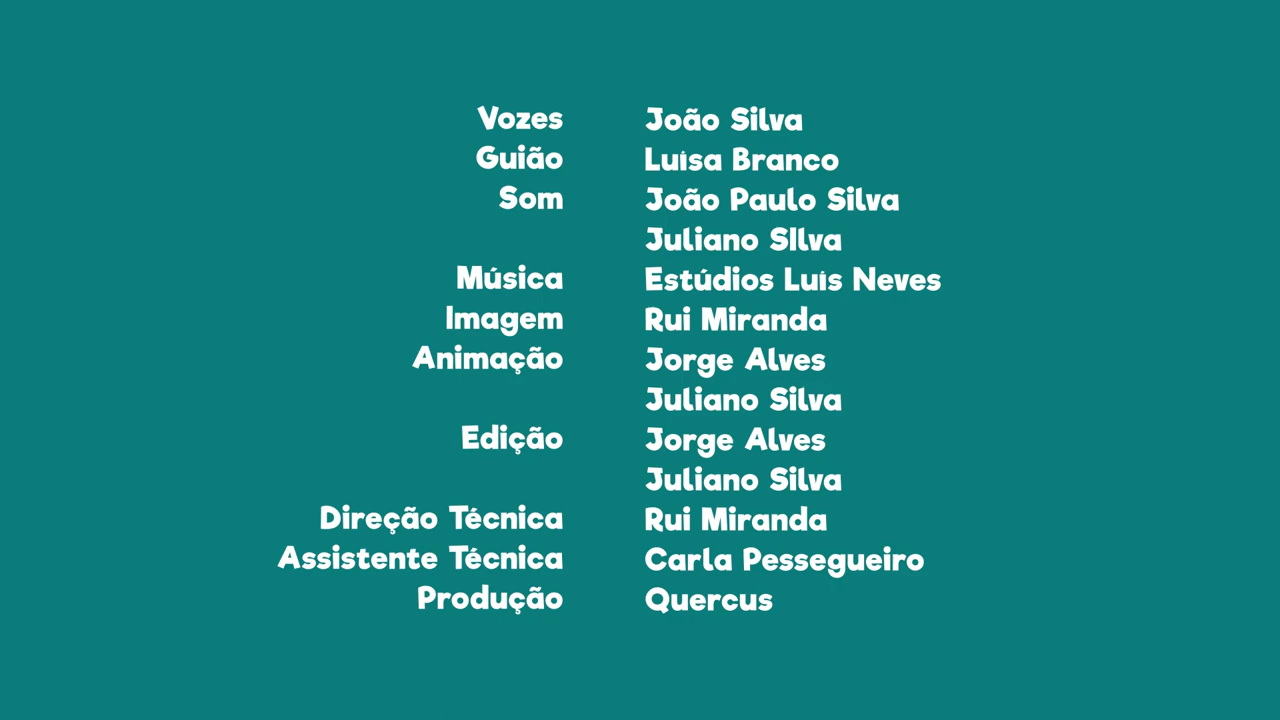 Vozes João Silva
Guião Luísa Branco
Som João Paulo Silva
Juliano SIlva
Música Estúdios Luís Neves
Imagem Rui Miranda
Animação Jorge Alves
Juliano Silva
Edição Jorge Alves
Juliano Silva
Direção Técnica Rui Miranda
Assistente Técnica Carla Pessegueiro
Produção Quercus